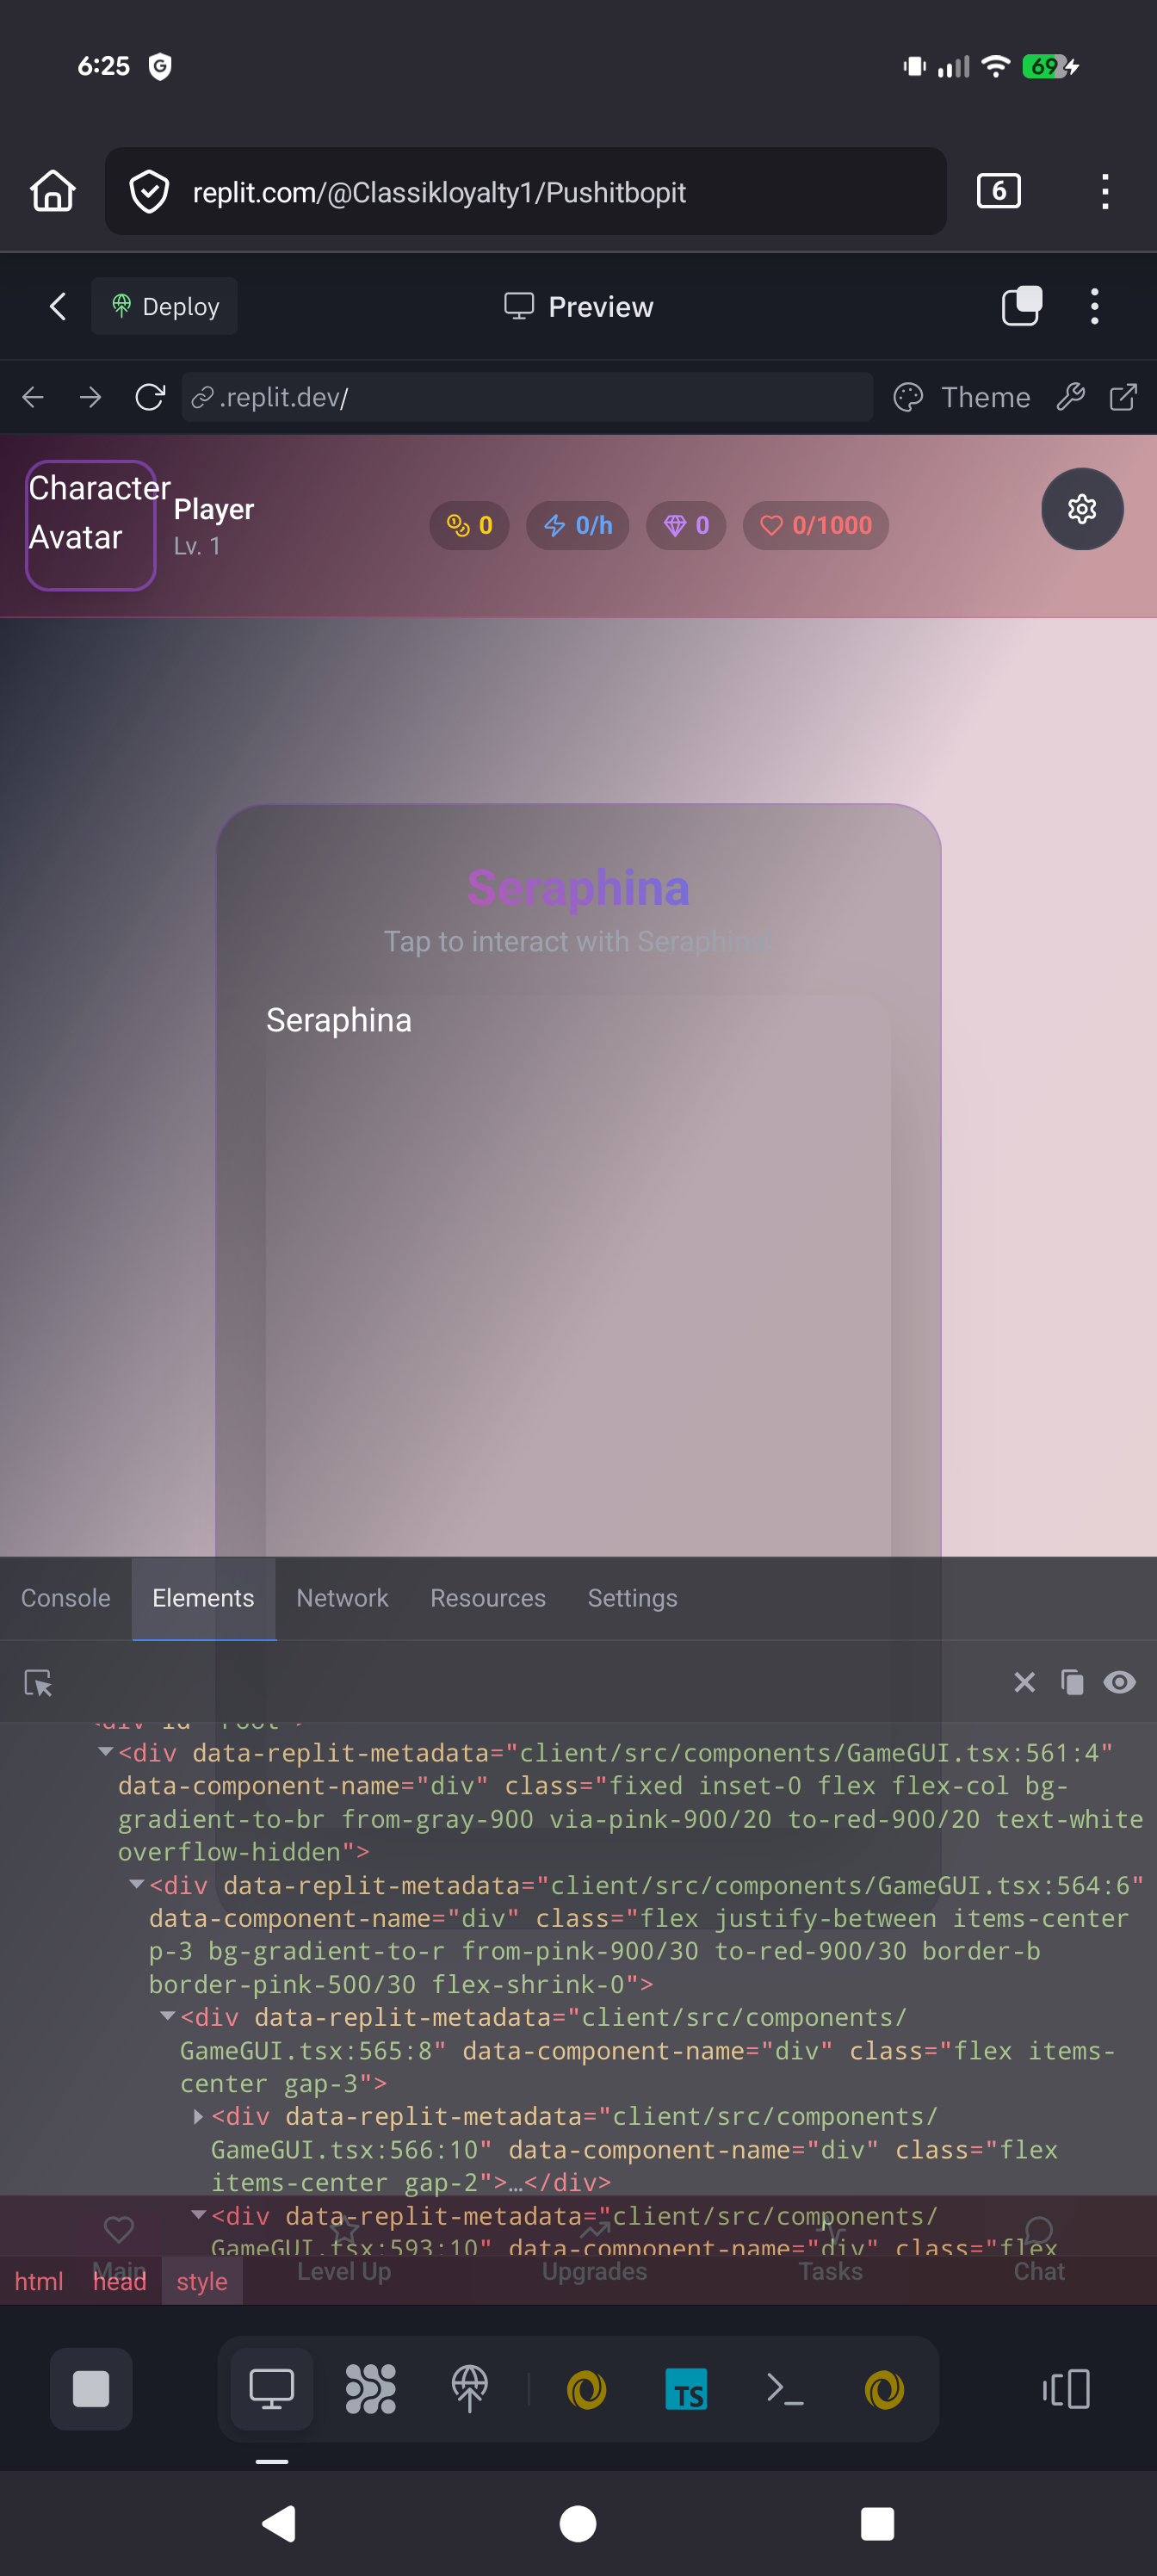 6:25
69
replit.com/@Classikloyalty1/Pushitbopit
6
Deploy
Preview
.replit.dev/
Theme
Character
Avatar
Player
Lv. 1
0
0/h
0
0/1000
Seraphina
Tap to interact with Seraphina!
Seraphina
Console Elements Network Resources Settings
<div id="root">
<div data-replit-metadata="client/src/components/GameGUI.tsx:561:4"
data-component-name="div" class="fixed inset-0 flex flex-col bg-
gradient-to-br from-gray-900 via-pink-900/20 to-red-900/20 text-white
overflow-hidden">
<div data-replit-metadata="client/src/components/GameGUI.tsx:564:6"
data-component-name="div" class="flex justify-between items-center
p-3 bg-gradient-to-r from-pink-900/30 to-red-900/30 border-b
border-pink-500/30 flex-shrink-0">
<div data-replit-metadata="client/src/components/
GameGUI.tsx:565:8" data-component-name="div" class="flex items-
center gap-3">
<div data-replit-metadata="client/src/components/
GameGUI.tsx:566:10" data-component-name="div" class="flex
items-center gap-2">…</div>
<div data-replit-metadata="client/src/components/
GameGUI.tsx:593:10" data-component-name="div" class="flex
Main Level Up Upgrades Tasks Chat
html head style
TS